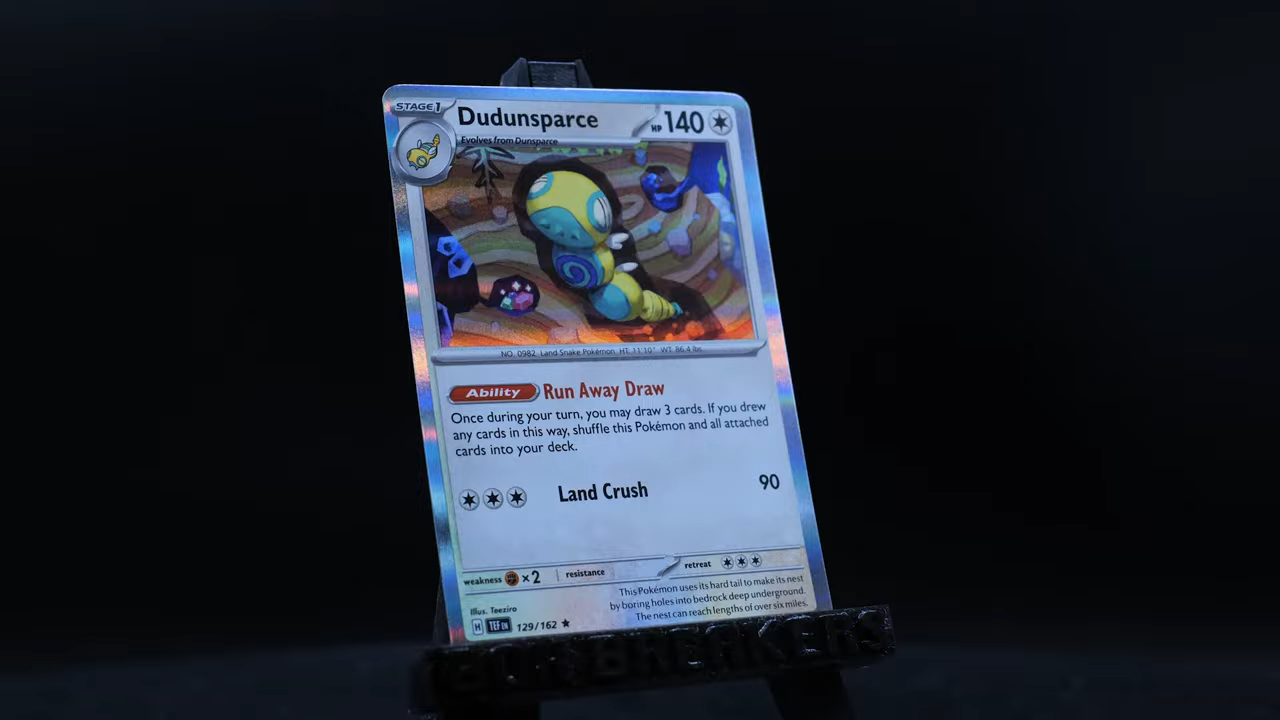 STAGE1
Dudunsparce
HP 140
Evolves from Dunsparce
NO. 0982 Land Snake Pokémon HT. 11'10" WT. 86.4 lbs.
Ability Run Away Draw
Once during your turn, you may draw 3 cards. If you drew
any cards in this way, shuffle this Pokémon and all attached
cards into your deck.
Land Crush 90
weakness ×2 resistance retreat
This Pokémon uses its hard tail to make its nest
by boring holes into bedrock deep underground.
The nest can reach lengths of over six miles.
Illus. Teeziro
H TEF EN 129/162
BREAKERS